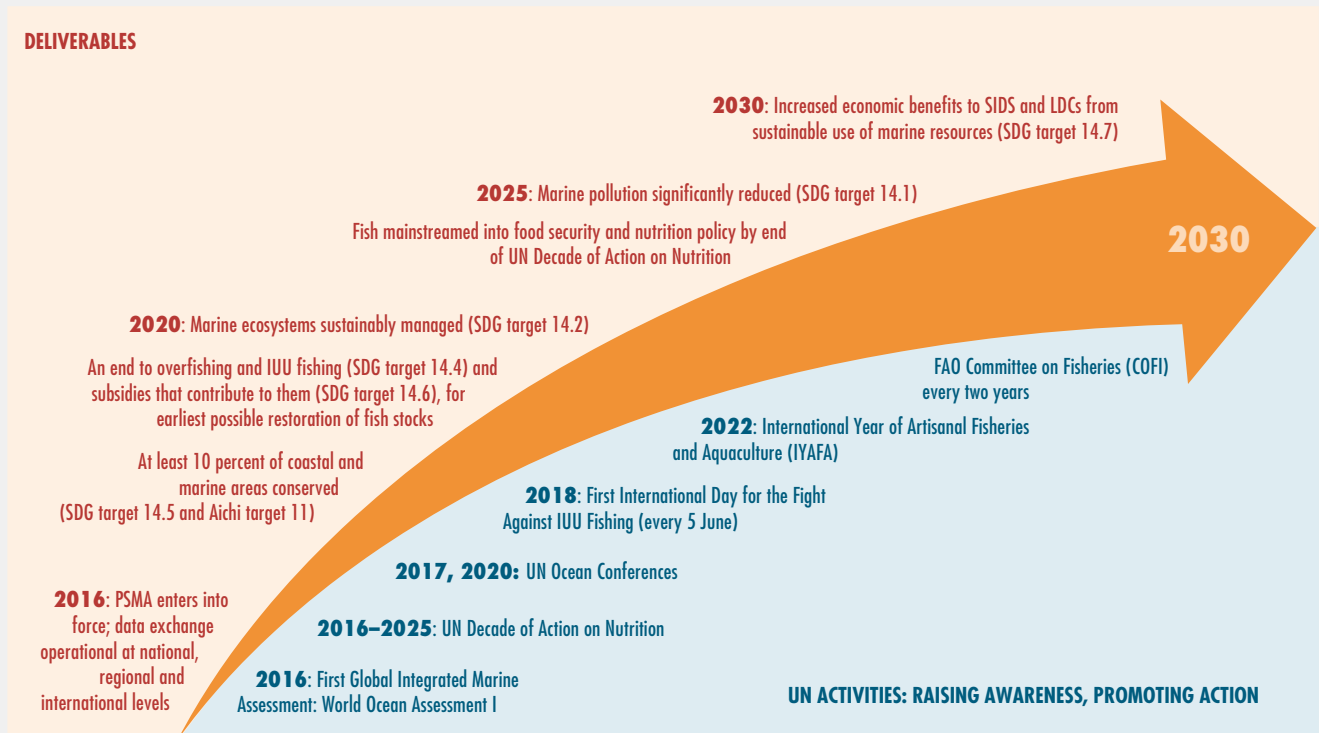 DELIVERABLES
2030: Increased economic benefits to SIDS and LDCs from
sustainable use of marine resources (SDG target 14.7)
2025: Marine pollution significantly reduced (SDG target 14.1)
Fish mainstreamed into food security and nutrition policy by end
of UN Decade of Action on Nutrition
2030
2020: Marine ecosystems sustainably managed (SDG target 14.2)
An end to overfishing and IUU fishing (SDG target 14.4) and
subsidies that contribute to them (SDG target 14.6), for
earliest possible restoration of fish stocks
At least 10 percent of coastal and
marine areas conserved
(SDG target 14.5 and Aichi target 11)
2016: PSMA enters into
force; data exchange
operational at national,
regional and
international levels
FAO Committee on Fisheries (COFI)
every two years
2022: International Year of Artisanal Fisheries
and Aquaculture (IYAFA)
2018: First International Day for the Fight
Against IUU Fishing (every 5 June)
2017, 2020: UN Ocean Conferences
2016–2025: UN Decade of Action on Nutrition
2016: First Global Integrated Marine
Assessment: World Ocean Assessment I
UN ACTIVITIES: RAISING AWARENESS, PROMOTING ACTION